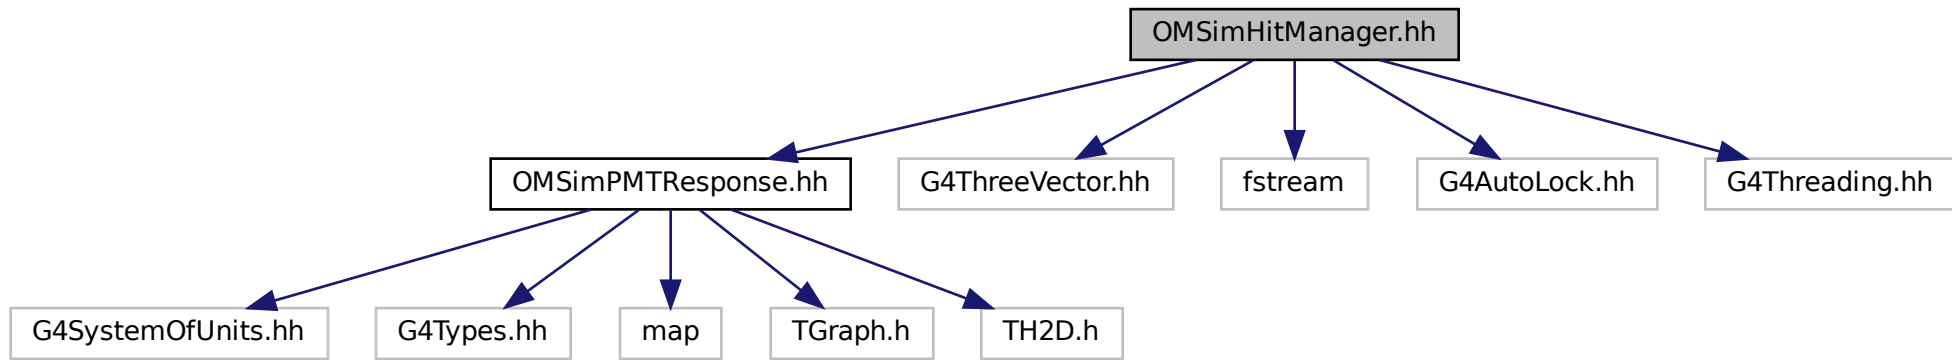 OMSimHitManager.hh
OMSimPMTResponse.hh
G4ThreeVector.hh
fstream
G4AutoLock.hh
G4Threading.hh
G4SystemOfUnits.hh
G4Types.hh
map
TGraph.h
TH2D.h